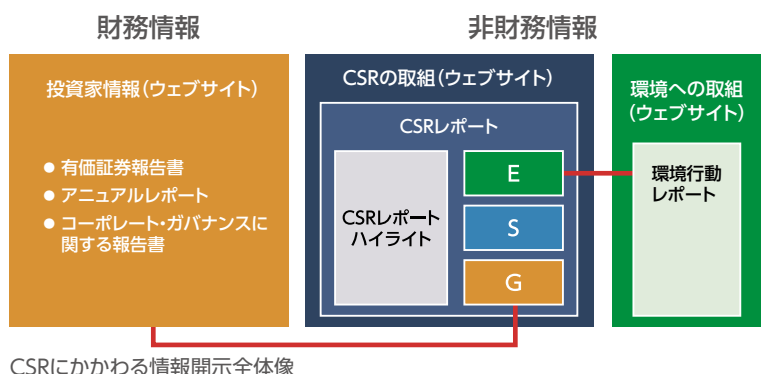 財務情報
非財務情報
投資家情報(ウェブサイト)
● 有価証券報告書
● アニュアルレポート
● コーポレート・ガバナンスに
関する報告書
CSRの取組(ウェブサイト)
CSRレポート
CSRレポート
ハイライト
E
S
G
環境への取組
(ウェブサイト)
環境行動
レポート
CSRにかかわる情報開示全体像